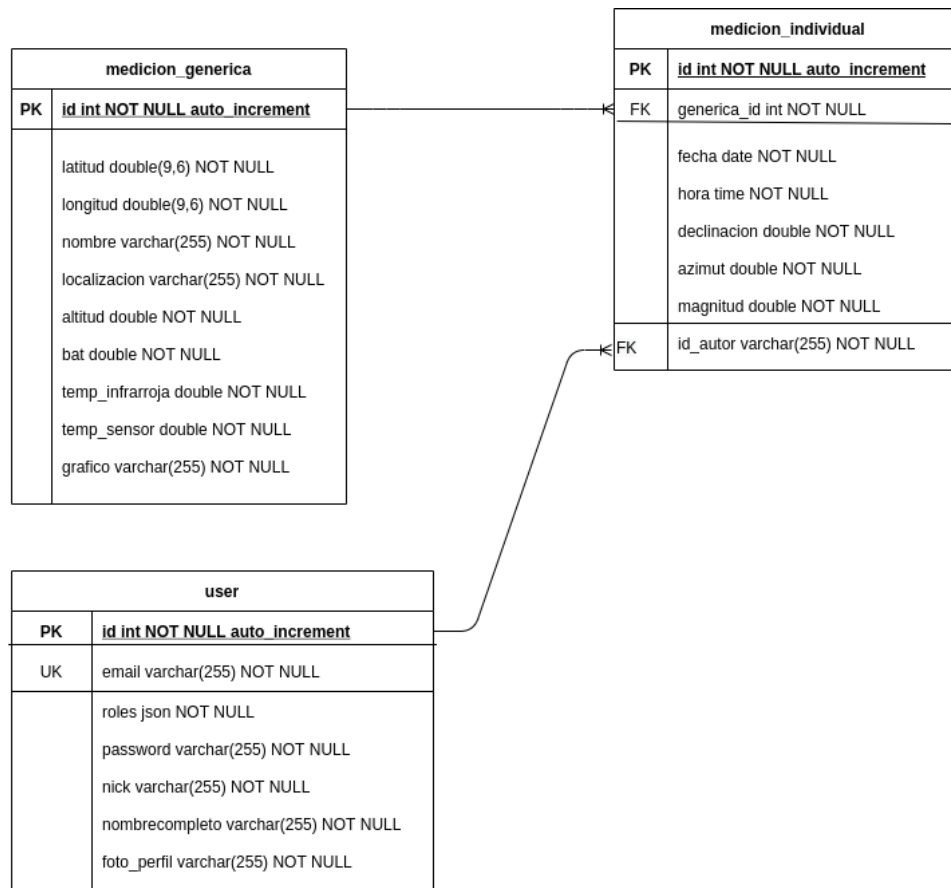 medicion_generica
PK id int NOT NULL auto_increment
latitud double(9,6) NOT NULL
longitud double(9,6) NOT NULL
nombre varchar(255) NOT NULL
localizacion varchar(255) NOT NULL
altitud double NOT NULL
bat double NOT NULL
temp_infrarroja double NOT NULL
temp_sensor double NOT NULL
grafico varchar(255) NOT NULL
medicion_individual
PK id int NOT NULL auto_increment
FK generica_id int NOT NULL
fecha date NOT NULL
hora time NOT NULL
declinacion double NOT NULL
azimut double NOT NULL
magnitud double NOT NULL
FK id_autor varchar(255) NOT NULL
user
PK id int NOT NULL auto_increment
UK email varchar(255) NOT NULL
roles json NOT NULL
password varchar(255) NOT NULL
nick varchar(255) NOT NULL
nombrecompleto varchar(255) NOT NULL
foto_perfil varchar(255) NOT NULL